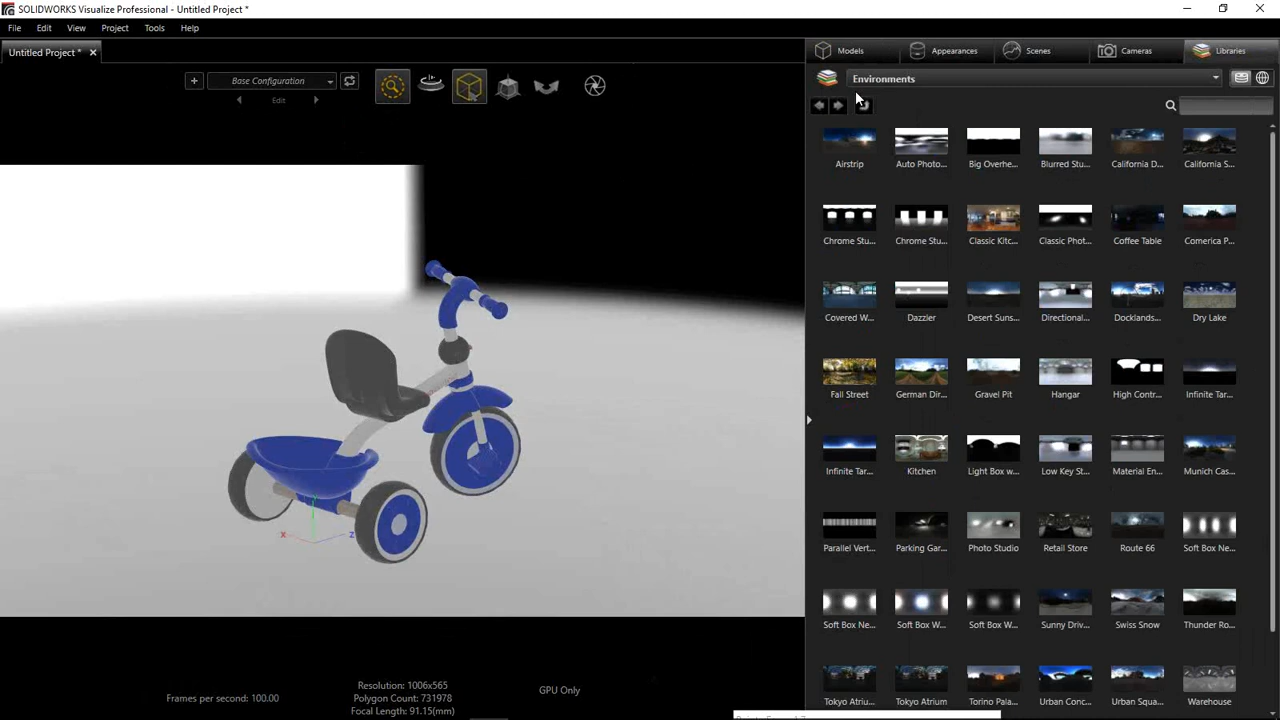 SOLIDWORKS Visualize Professional - Untitled Project *
File Edit View Project Tools Help
Untitled Project *
Models Appearances Scenes Cameras Libraries
Base Configuration
Edit
Environments
Airstrip Auto Photo... Big Overhe... Blurred Stu... California D... California S...
Chrome Stu... Chrome Stu... Classic Kitc... Classic Phot... Coffee Table Comerica P...
Covered W... Dazzler Desert Suns... Directional... Docklands... Dry Lake
Fall Street German Dir... Gravel Pit Hangar High Contr... Infinite Tar...
Infinite Tar... Kitchen Light Box w... Low Key St... Material En... Munich Cas...
Parallel Vert... Parking Gar... Photo Studio Retail Store Route 66 Soft Box Ne...
Soft Box Ne... Soft Box W... Soft Box W... Sunny Driv... Swiss Snow Thunder Ro...
Tokyo Atriu... Tokyo Atrium Torino Pala... Urban Conc... Urban Squa... Warehouse
X Y Z
Frames per second: 100.00
Resolution: 1006x565
Polygon Count: 731978
Focal Length: 91.15(mm)
GPU Only